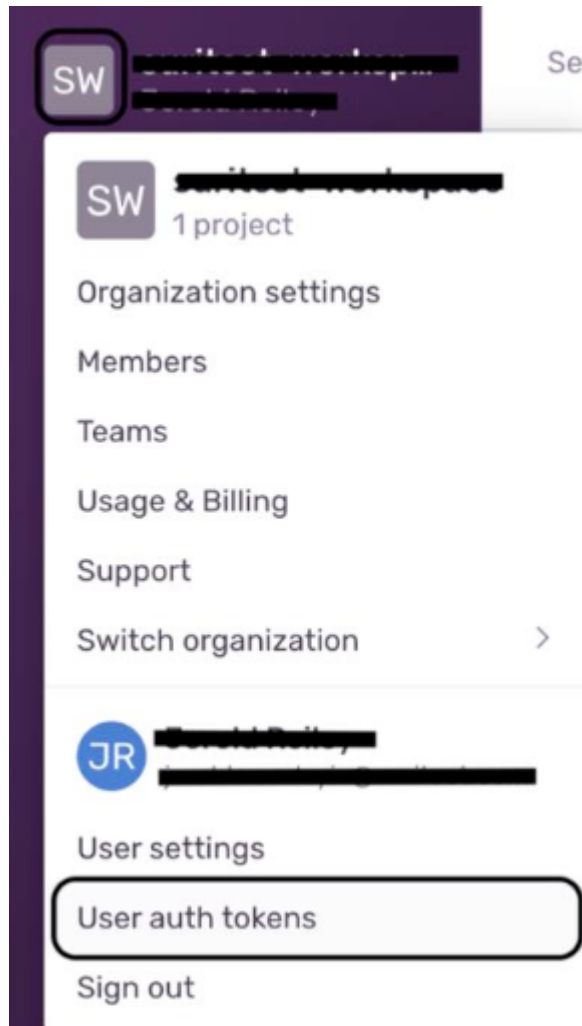 SW
Se
SW
1 project
Organization settings
Members
Teams
Usage & Billing
Support
Switch organization
JR
User settings
User auth tokens
Sign out